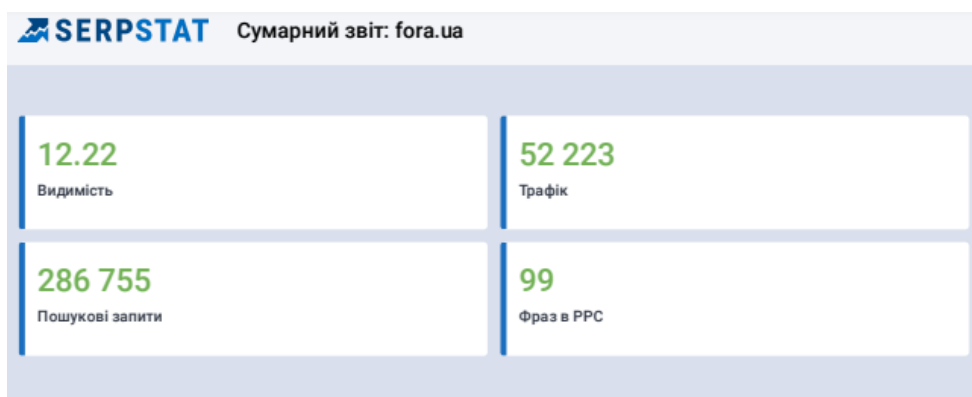 SERPSTAT Сумарний звіт: fora.ua
12.22
Видимість
52 223
Трафік
286 755
Пошукові запити
99
Фраз в PPC